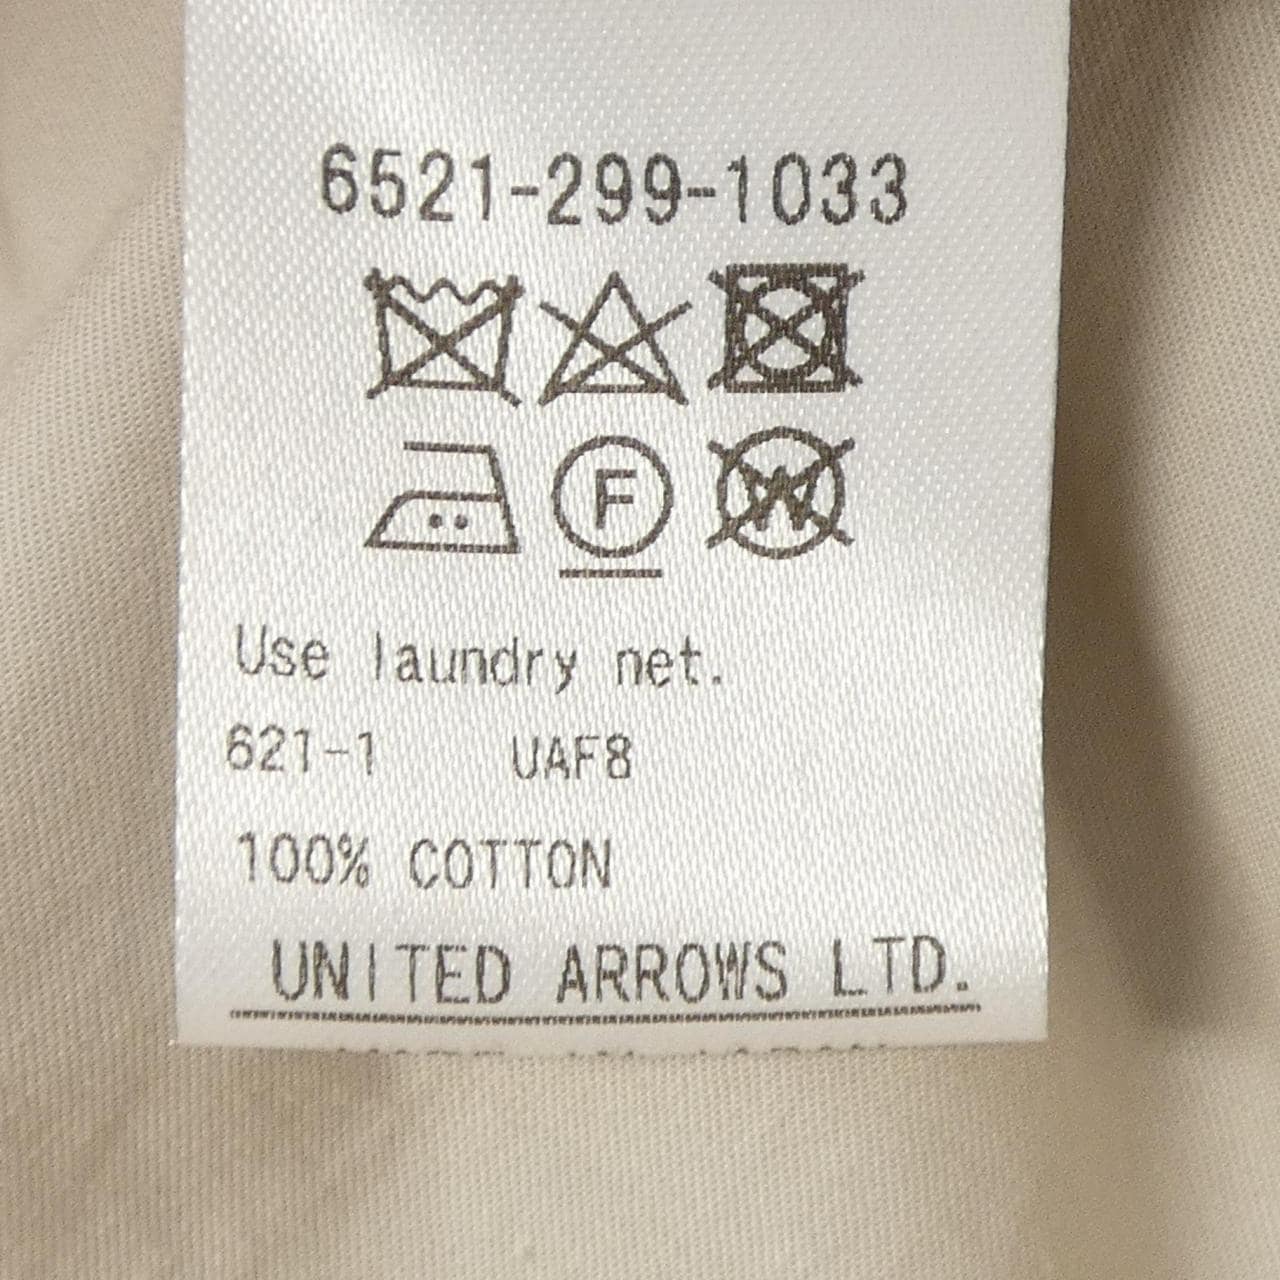 6521-299-1033
F W
Use laundry net.
621-1 UAF8
100% COTTON
UNITED ARROWS LTD.